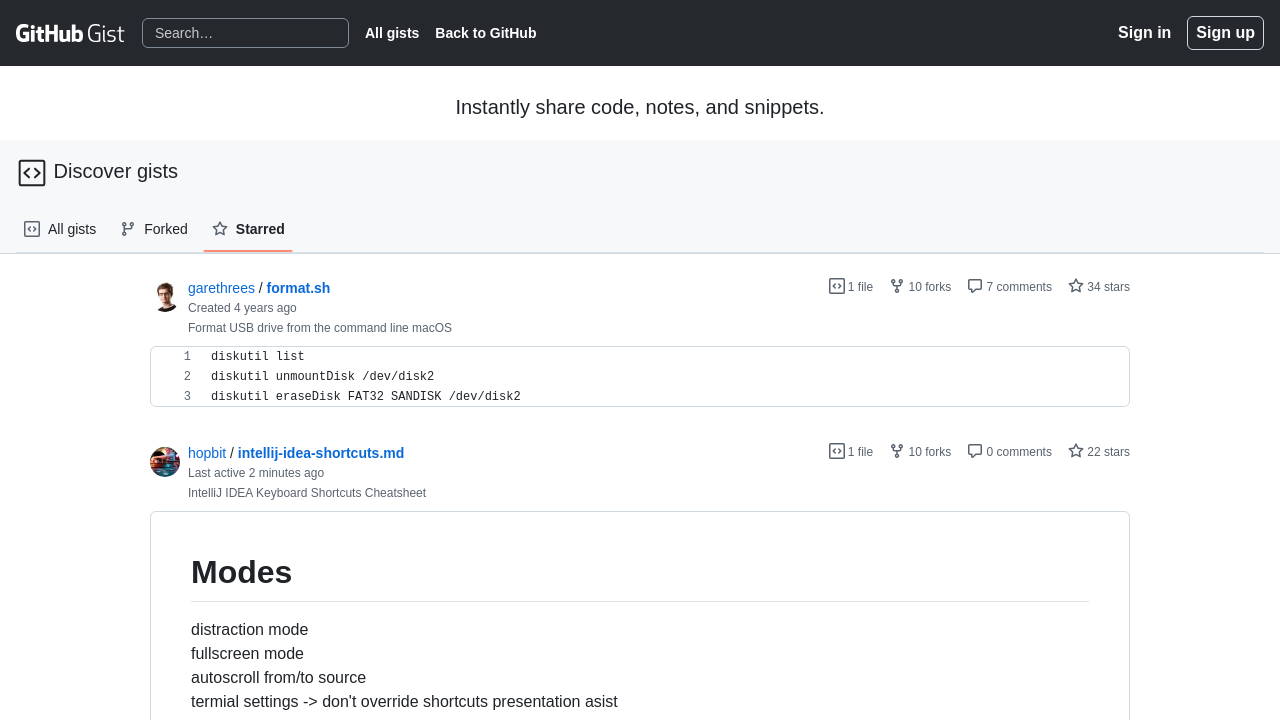 GitHub Gist
Search…
All gists
Back to GitHub
Sign in
Sign up
Instantly share code, notes, and snippets.
Discover gists
All gists
Forked
Starred
garethrees / format.sh
Created 4 years ago
Format USB drive from the command line macOS
1 file
10 forks
7 comments
34 stars
1 diskutil list
2 diskutil unmountDisk /dev/disk2
3 diskutil eraseDisk FAT32 SANDISK /dev/disk2
hopbit / intellij-idea-shortcuts.md
Last active 2 minutes ago
IntelliJ IDEA Keyboard Shortcuts Cheatsheet
1 file
10 forks
0 comments
22 stars
Modes
distraction mode
fullscreen mode
autoscroll from/to source
termial settings -> don't override shortcuts presentation asist